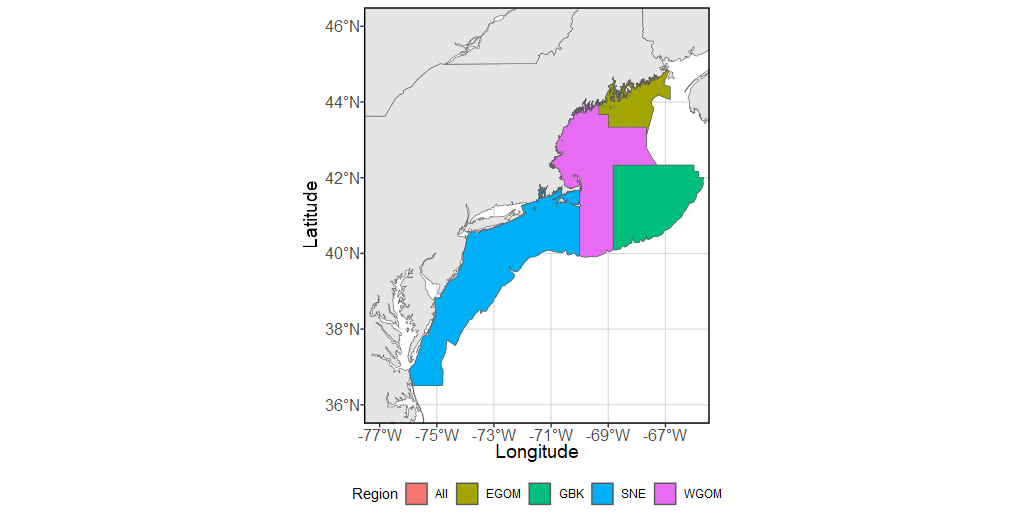 46°N
44°N
42°N
40°N
38°N
36°N
Latitude
-77°W -75°W -73°W -71°W -69°W -67°W
Longitude
Region All EGOM GBK SNE WGOM